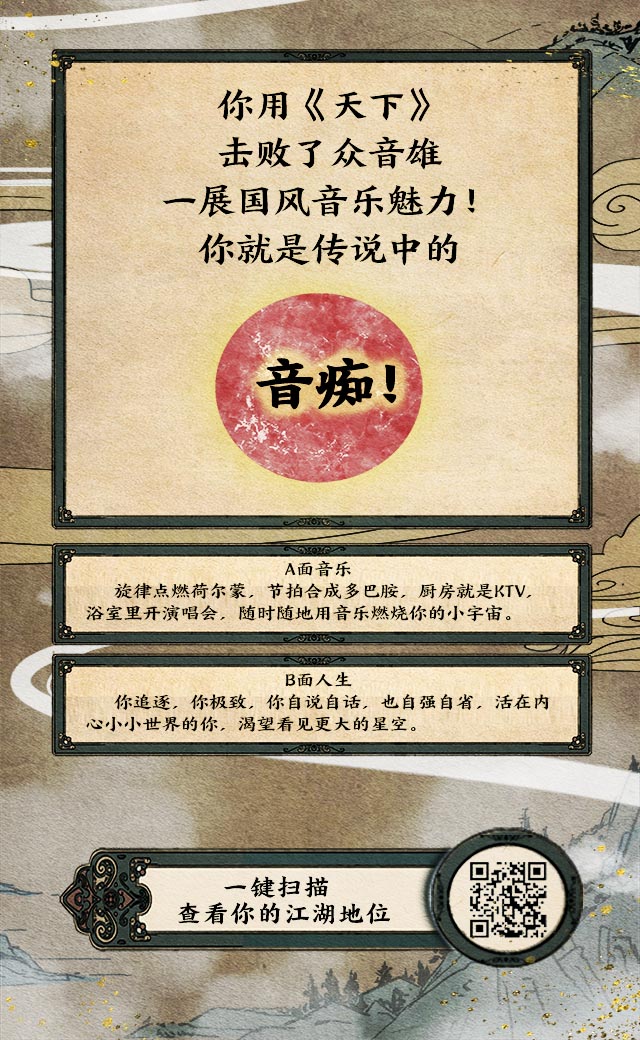 你用《天下》
击败了众音雄
一展国风音乐魅力！
你就是传说中的
音痴！
A面音乐
旋律点燃荷尔蒙，节拍合成多巴胺，厨房就是KTV，
浴室里开演唱会，随时随地用音乐燃烧你的小宇宙。
B面人生
你追逐，你极致，你自说自话，也自强自省，活在内
心小小世界的你，渴望看见更大的星空。
一键扫描
查看你的江湖地位